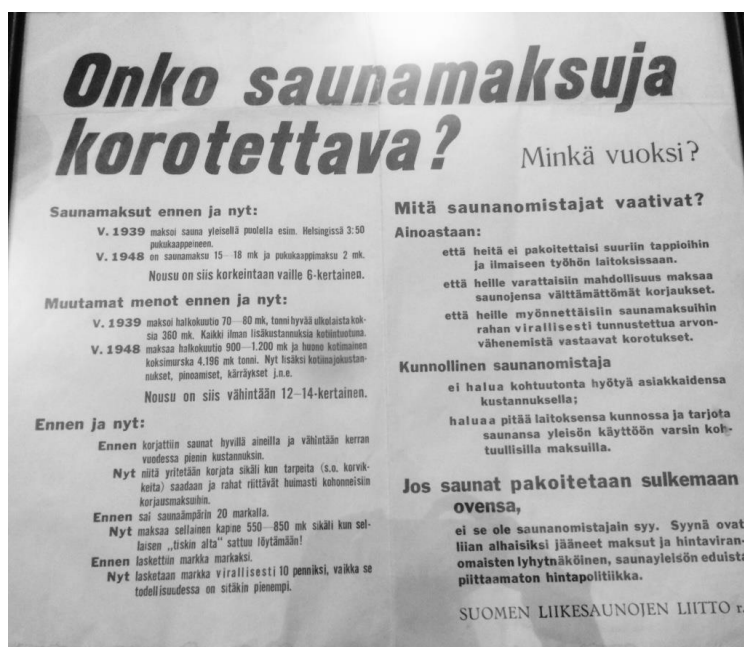 Onko saunamaksuja
korotettava?
Minkä vuoksi?
Saunamaksut ennen ja nyt:
V. 1939 maksoi sauna yleisellä puolella esim. Helsingissä 3:50
pukukaappeineen.
V. 1948 on saunamaksu 15—18 mk ja pukukaappimaksu 2 mk.
Nousu on siis korkeintaan vaille 6-kertainen.
Muutamat menot ennen ja nyt:
V. 1939 maksoi halkokuutio 70—80 mk, tonni hyvää ulkolaista kok-
sia 360 mk. Kaikki ilman lisäkustannuksia kotiintuotuna.
V. 1948 maksaa halkokuutio 900—1.200 mk ja huono kotimainen
koksimurska 4.196 mk tonni. Nyt lisäksi kotiinajokustan-
nukset, pinoamiset, kärräykset j.n.e.
Nousu on siis vähintään 12—14-kertainen.
Ennen ja nyt:
Ennen korjattiin saunat hyvillä aineilla ja vähintään kerran
vuodessa pienin kustannuksin.
Nyt niitä yritetään korjata sikäli kun tarpeita (s.o. korvik-
keita) saadaan ja rahat riittävät huimasti kohonneisiin
korjausmaksuihin.
Ennen sai saunaämpärin 20 markalla.
Nyt maksaa sellainen kapine 550—850 mk sikäli kun sel-
laisen „tiskin alta" sattuu löytämään!
Ennen laskettiin markka markaksi.
Nyt lasketaan markka virallisesti 10 penniksi, vaikka se
todellisuudessa on sitäkin pienempi.
Mitä saunanomistajat vaativat?
Ainoastaan:
että heitä ei pakoitettaisi suuriin tappioihin
ja ilmaiseen työhön laitoksissaan.
että heille varattaisiin mahdollisuus maksaa
saunojensa välttämättömät korjaukset.
että heille myönnettäisiin saunamaksuihin
rahan virallisesti tunnustettua arvon-
vähenemistä vastaavat korotukset.
Kunnollinen saunanomistaja
ei halua kohtuutonta hyötyä asiakkaidensa
kustannuksella;
haluaa pitää laitoksensa kunnossa ja tarjota
saunansa yleisön käyttöön varsin koh-
tuullisilla maksuilla.
Jos saunat pakoitetaan sulkemaan
ovensa,
ei se ole saunanomistajain syy. Syynä ovat
liian alhaisiksi jääneet maksut ja hintaviran-
omaisten lyhytnäköinen, saunayleisön eduista
piittaamaton hintapolitiikka.
SUOMEN LIIKESAUNOJEN LIITTO r.